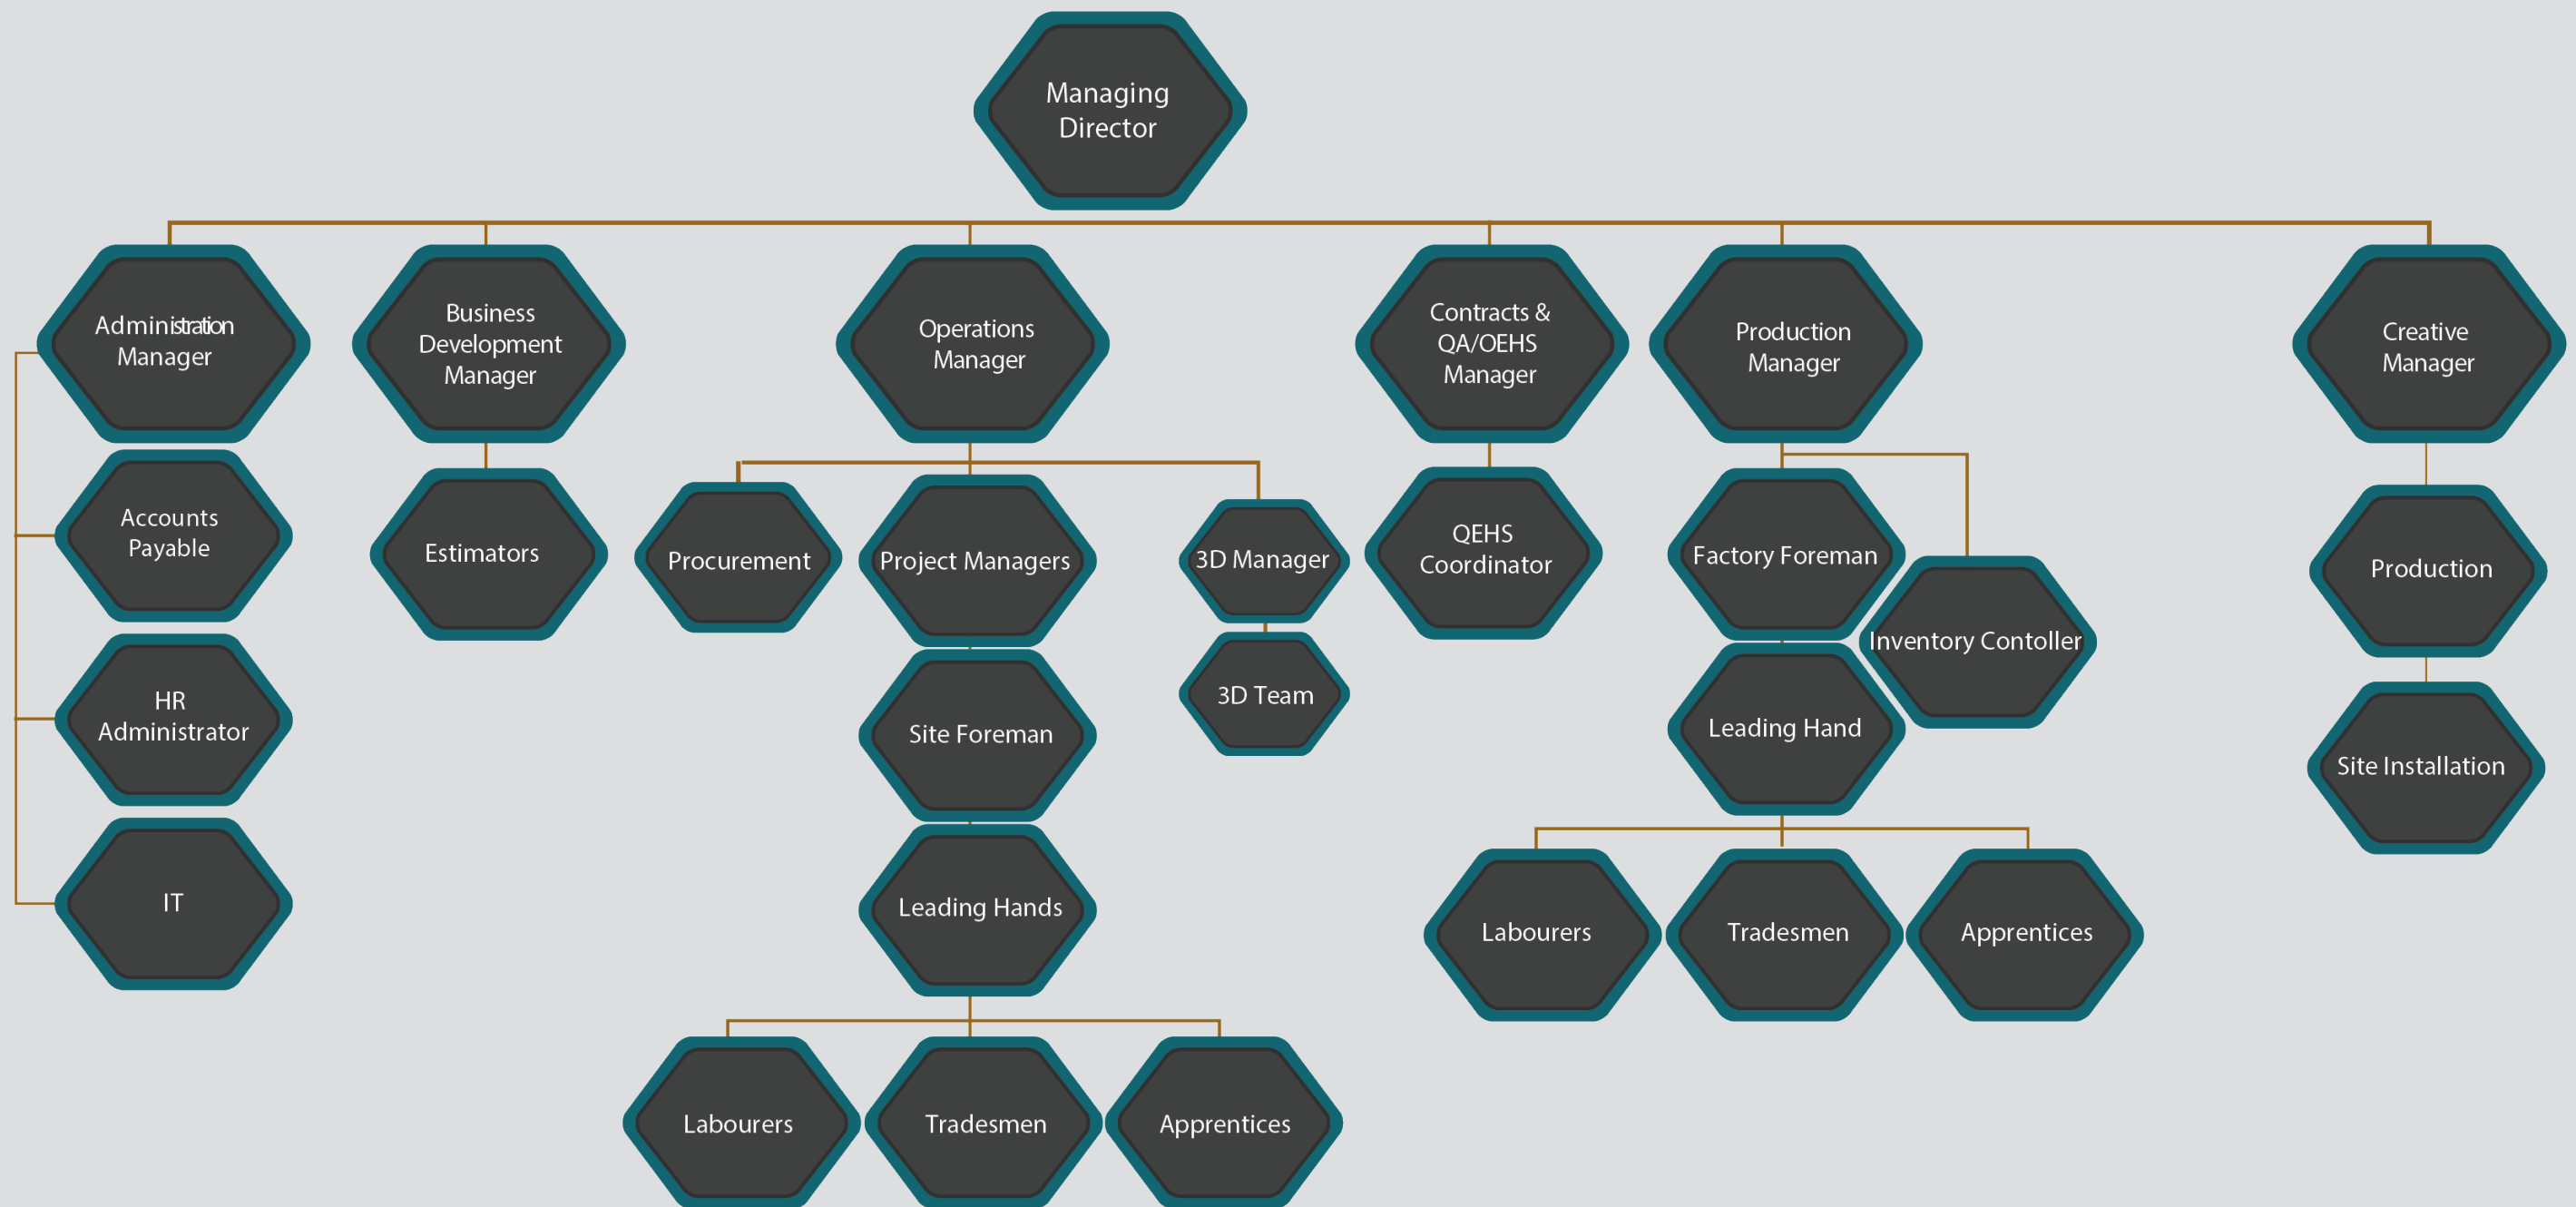 Managing
Director
Administration
Manager
Business
Development
Manager
Operations
Manager
Contracts &
QA/OEHS
Manager
Production
Manager
Creative
Manager
Accounts
Payable
HR
Administrator
IT
Estimators
Procurement
Project Managers
3D Manager
3D Team
Site Foreman
Leading Hands
Labourers
Tradesmen
Apprentices
QEHS
Coordinator
Factory Foreman
Inventory Contoller
Leading Hand
Labourers
Tradesmen
Apprentices
Production
Site Installation